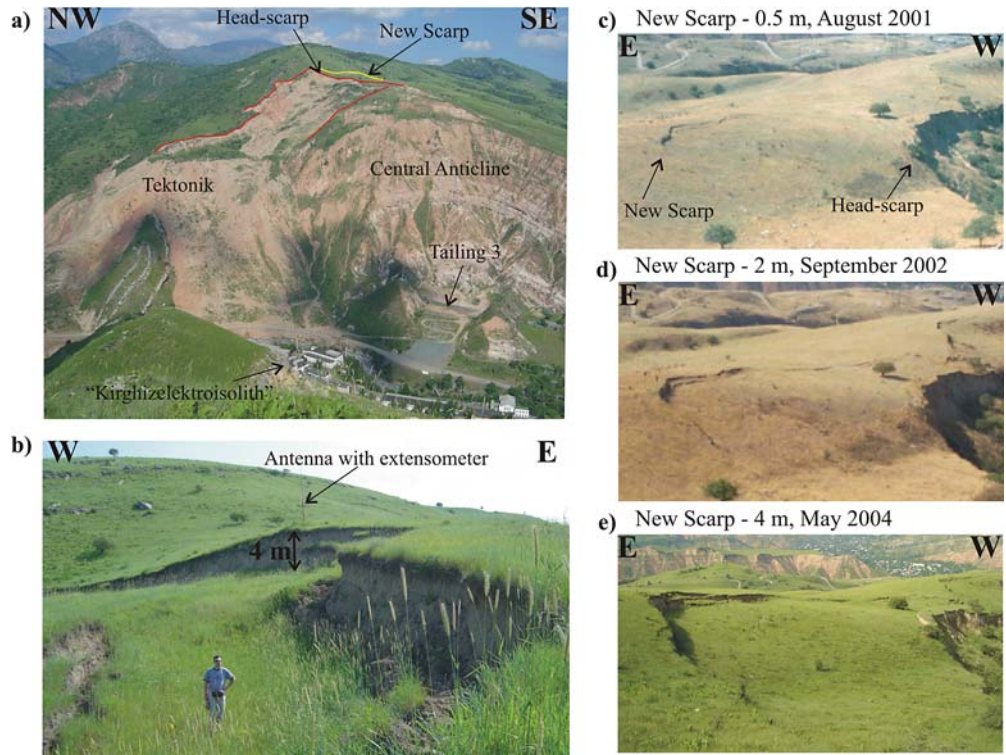 a)
NW
SE
Head-scarp
New Scarp
Central Anticline
Tektonik
Tailing 3
“Kirghizelektroisolith”
b)
W
E
Antenna with extensometer
4 m
c)
New Scarp - 0.5 m, August 2001
E
W
New Scarp
Head-scarp
d)
New Scarp - 2 m, September 2002
E
W
e)
New Scarp - 4 m, May 2004
E
W